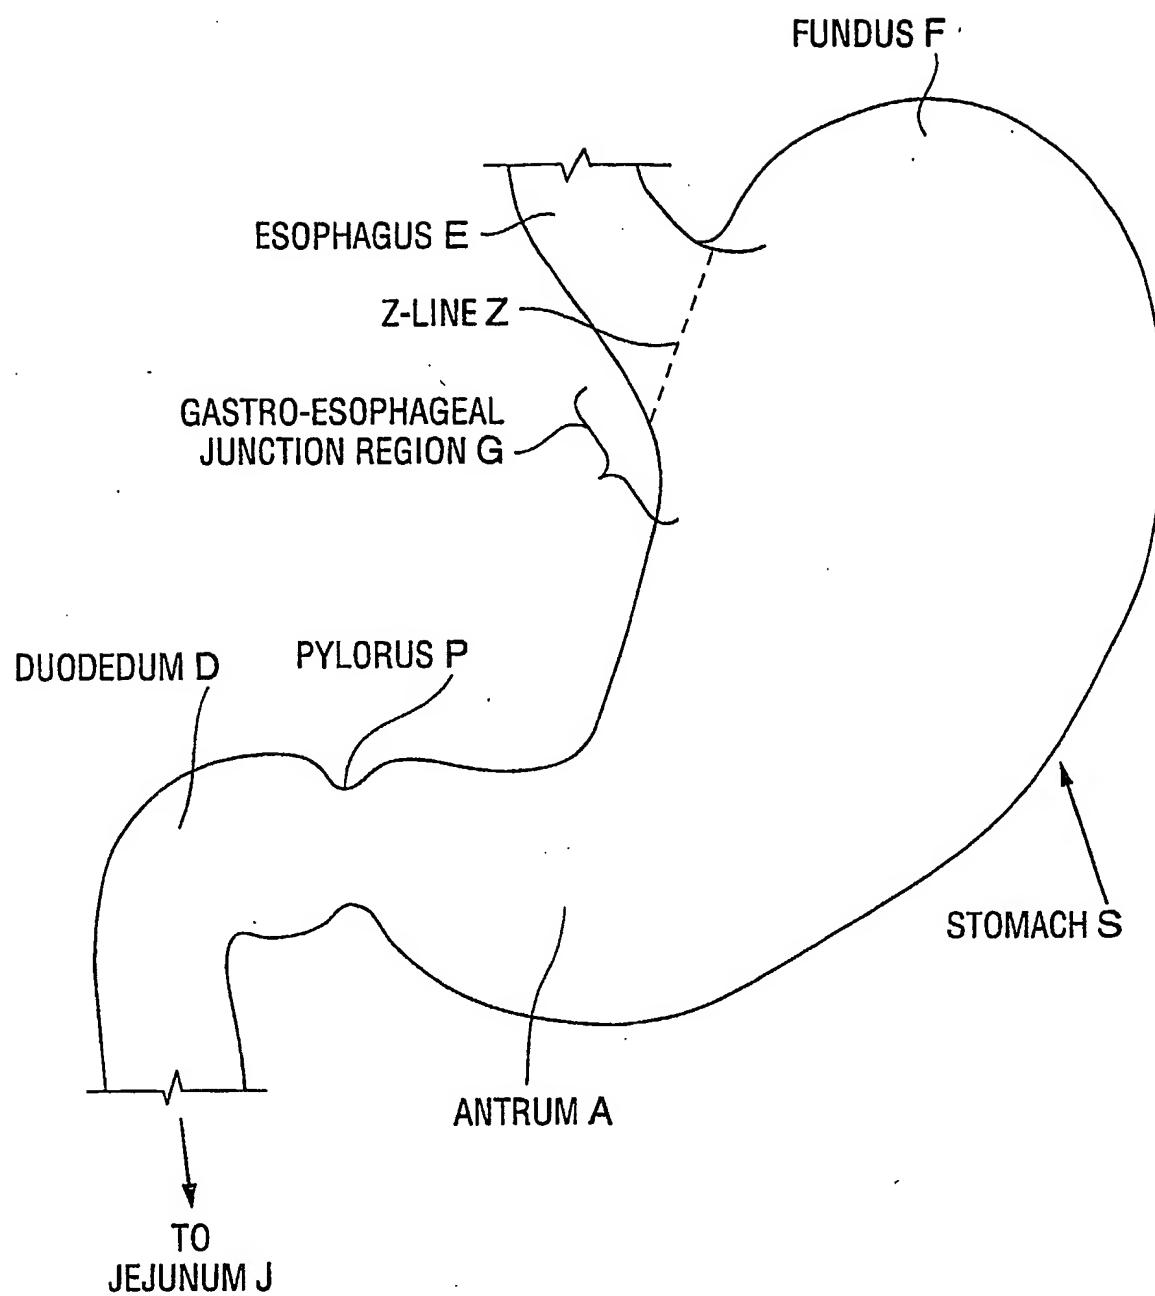 FUNDUS F
ESOPHAGUS E
Z-LINE Z
GASTRO-ESOPHAGEAL
JUNCTION REGION G
DUODEDUM D
PYLORUS P
STOMACH S
ANTRUM A
TO
JEJUNUM J